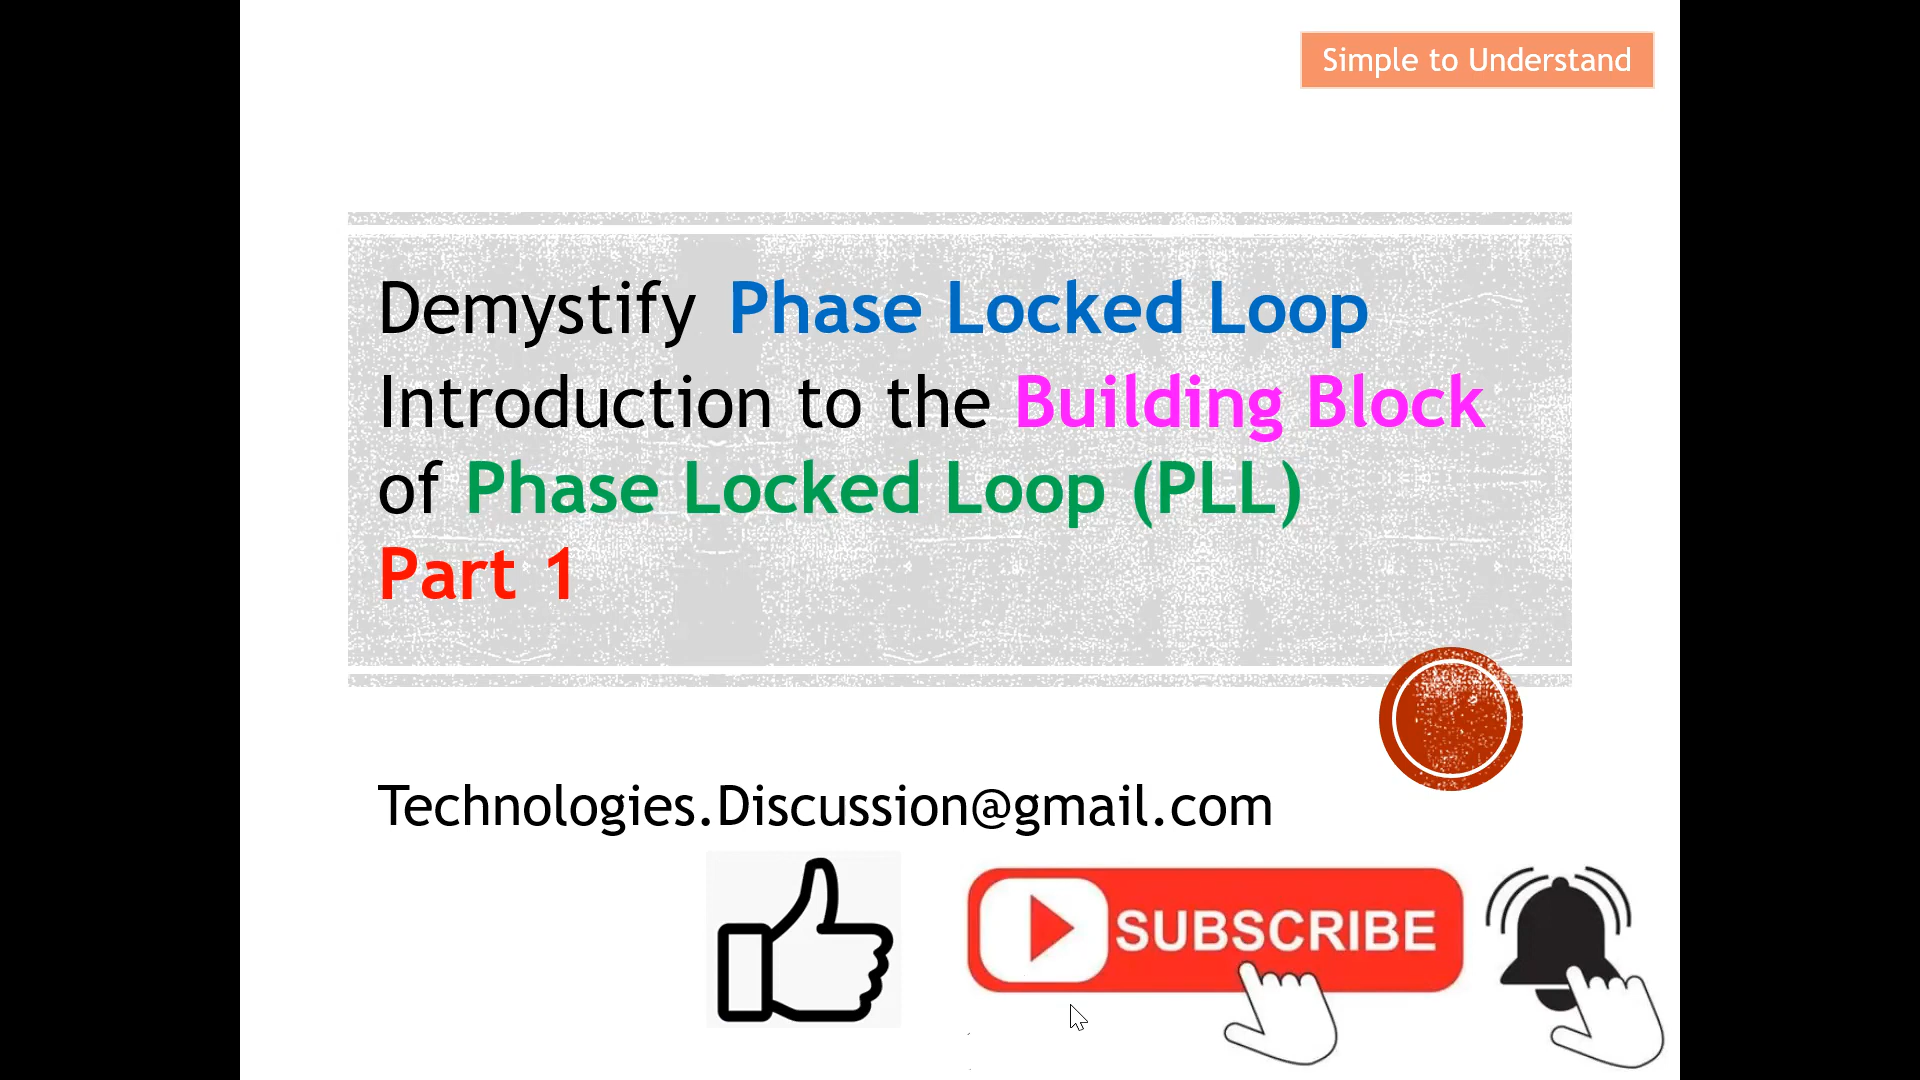 Simple to Understand
Demystify Phase Locked Loop
Introduction to the Building Block
of Phase Locked Loop (PLL)
Part 1
Technologies.Discussion@gmail.com
SUBSCRIBE